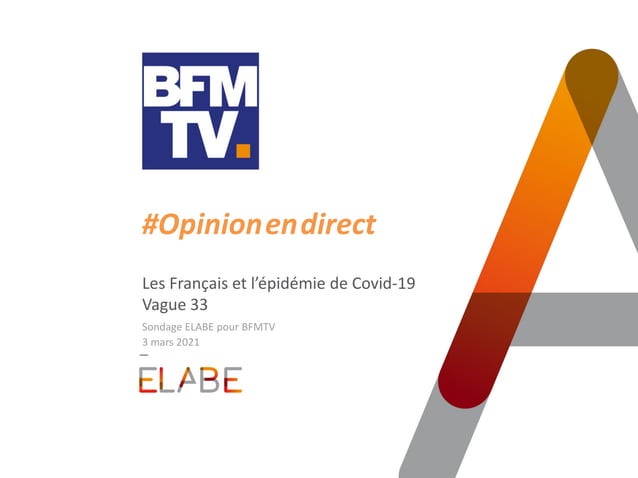 BFM
TV.
#Opinion en direct
Les Français et l’épidémie de Covid-19
Vague 33
Sondage ELABE pour BFMTV
3 mars 2021
ELABE